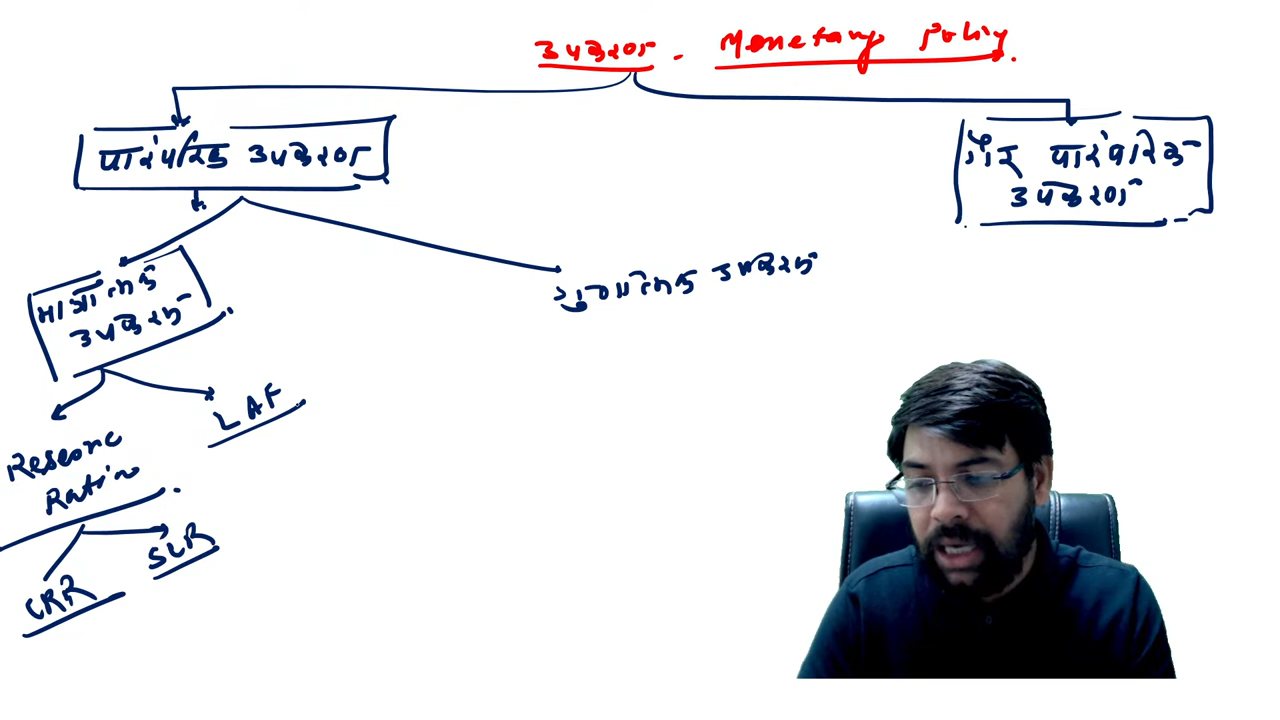 उपकरण - Monetary Policy.
पारंपरिक उपकरण
गैर पारंपरिक
उपकरण
मात्रात्मक
उपकरण
गुणात्मक उपकरण
LAF
Reserve
Ratio
SLR
CRR